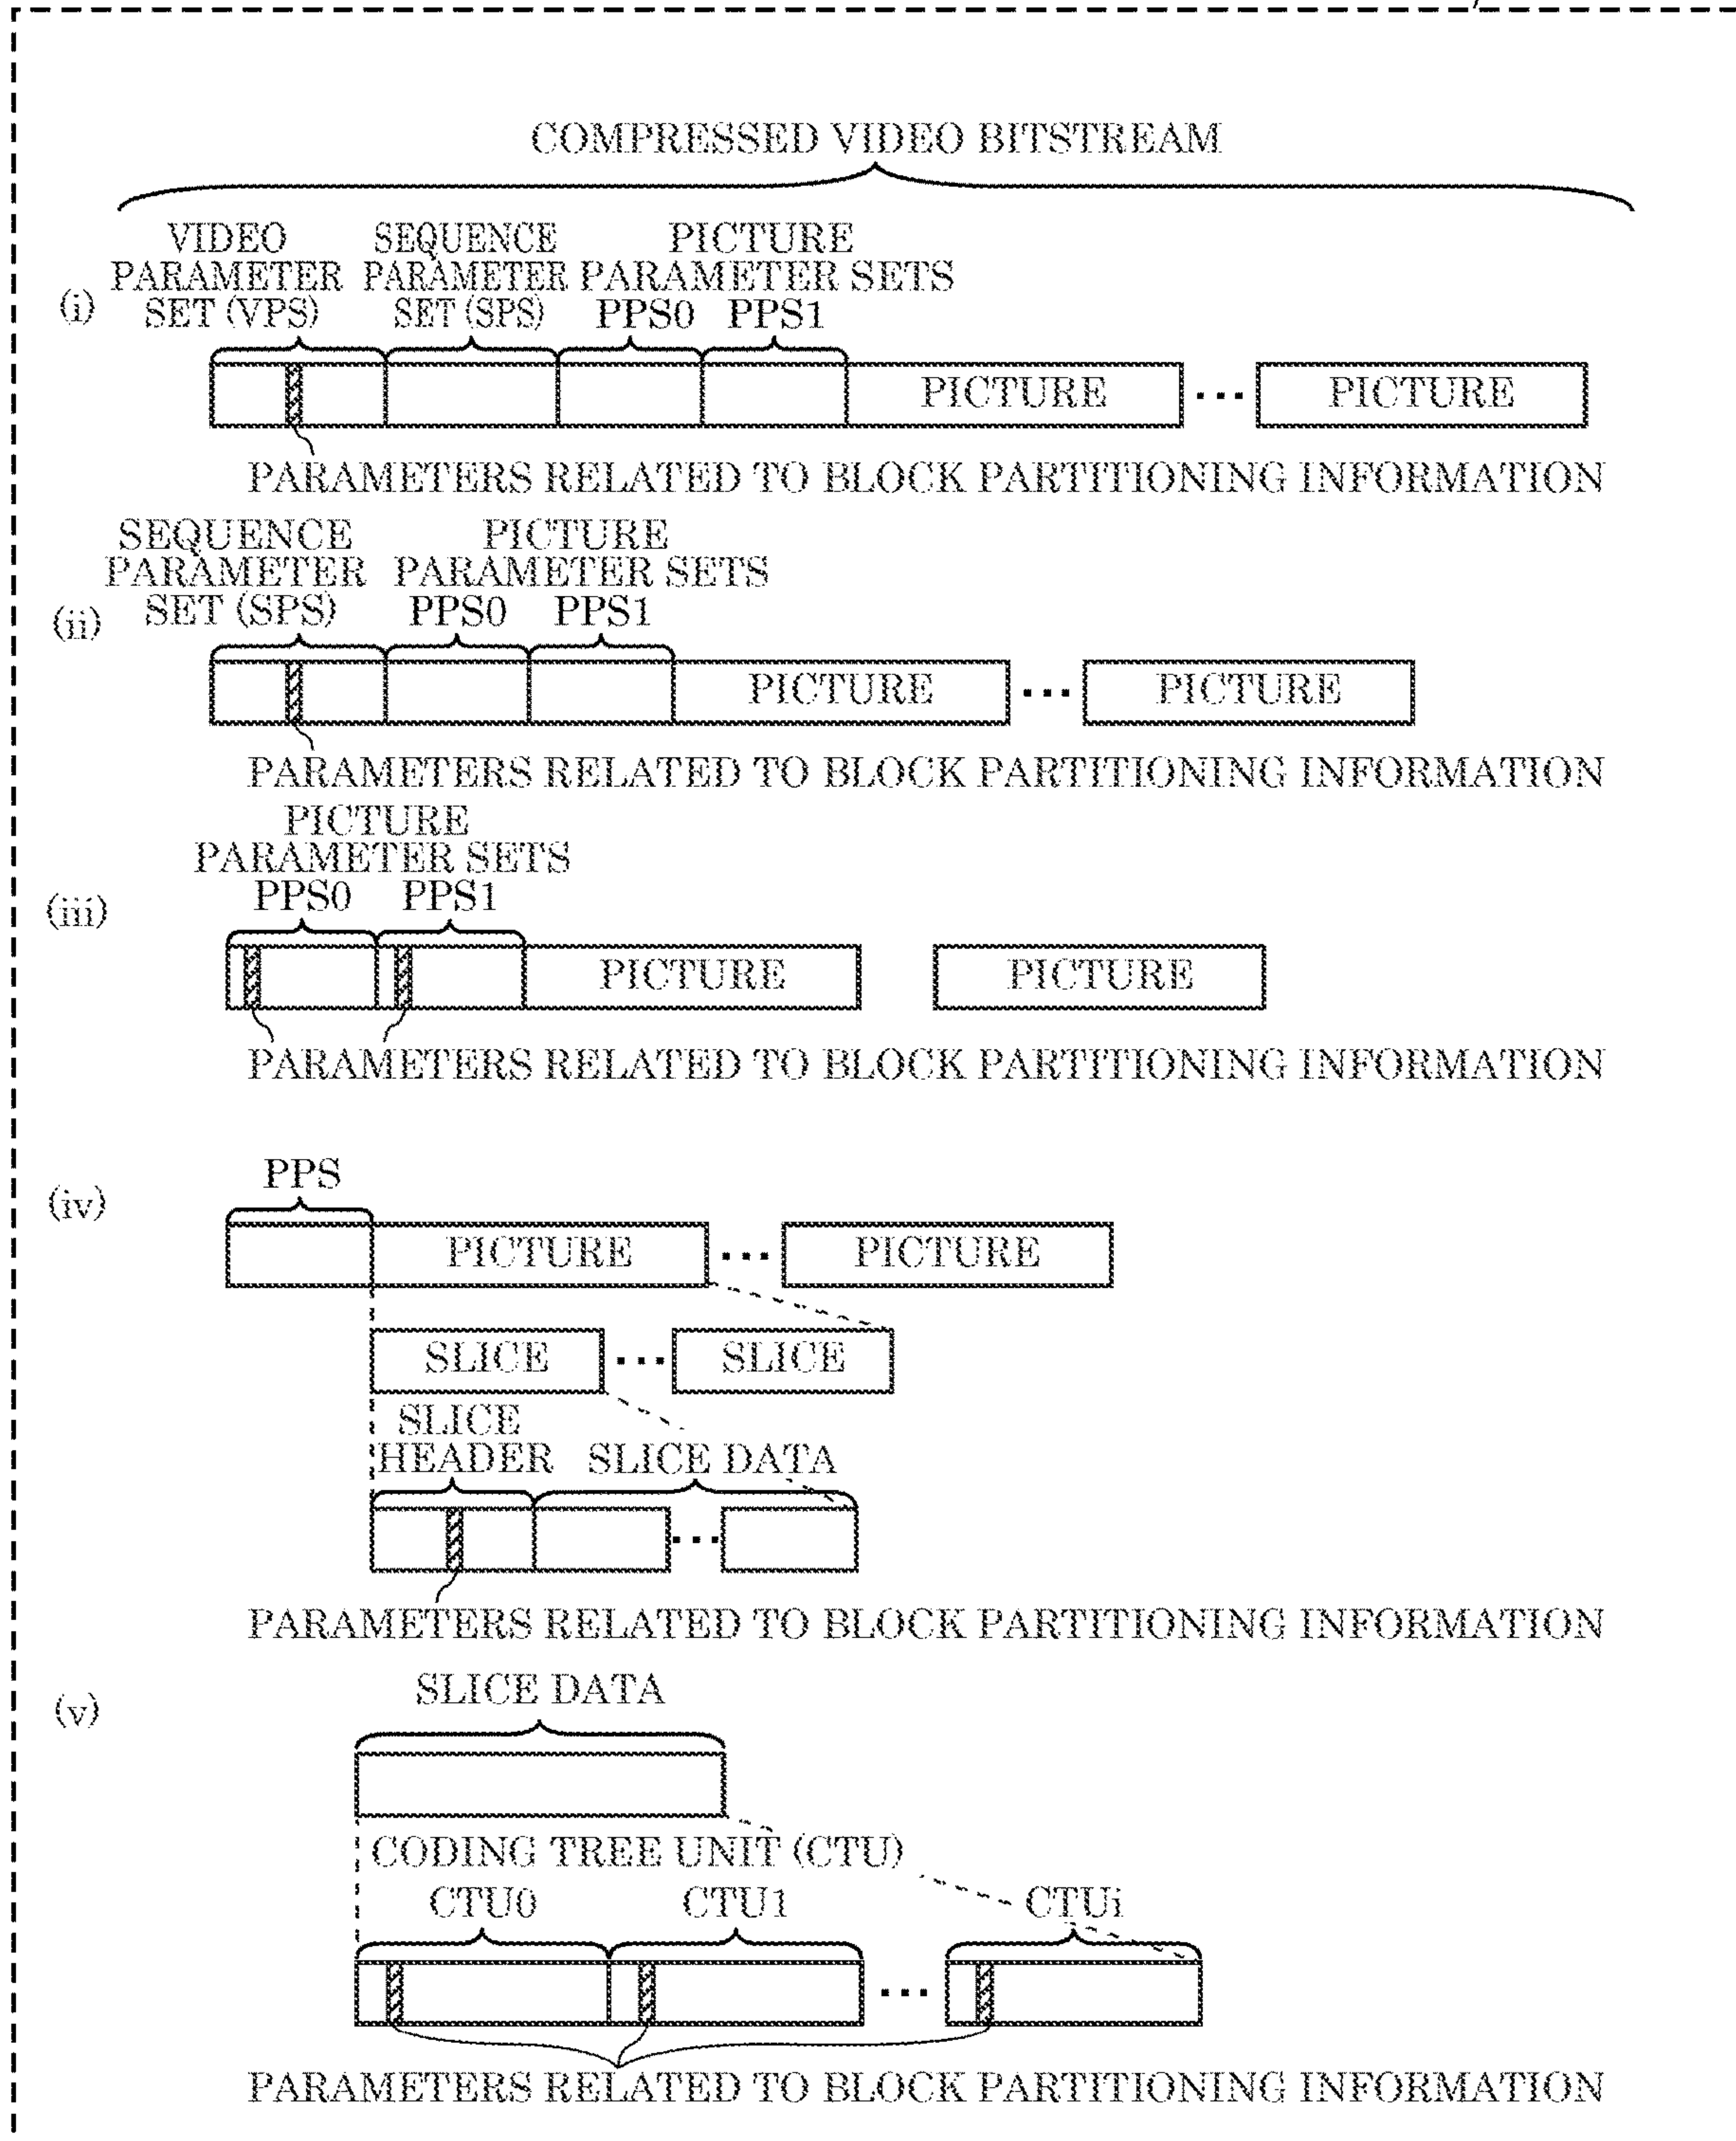 COMPRESSED VIDEO BITSTREAM
(i)
VIDEO PARAMETER SET (VPS)
SEQUENCE PARAMETER SET (SPS)
PICTURE PARAMETER SETS
PPS0 PPS1
PICTURE ... PICTURE
PARAMETERS RELATED TO BLOCK PARTITIONING INFORMATION
(ii)
SEQUENCE PARAMETER SET (SPS)
PICTURE PARAMETER SETS
PPS0 PPS1
PICTURE ... PICTURE
PARAMETERS RELATED TO BLOCK PARTITIONING INFORMATION
(iii)
PICTURE
PARAMETER SETS
PPS0 PPS1
PICTURE PICTURE
PARAMETERS RELATED TO BLOCK PARTITIONING INFORMATION
(iv)
PPS
PICTURE ... PICTURE
SLICE ... SLICE
SLICE HEADER
SLICE DATA
...
PARAMETERS RELATED TO BLOCK PARTITIONING INFORMATION
(v)
SLICE DATA
CODING TREE UNIT (CTU)
CTU0 CTU1 CTUi
...
PARAMETERS RELATED TO BLOCK PARTITIONING INFORMATION